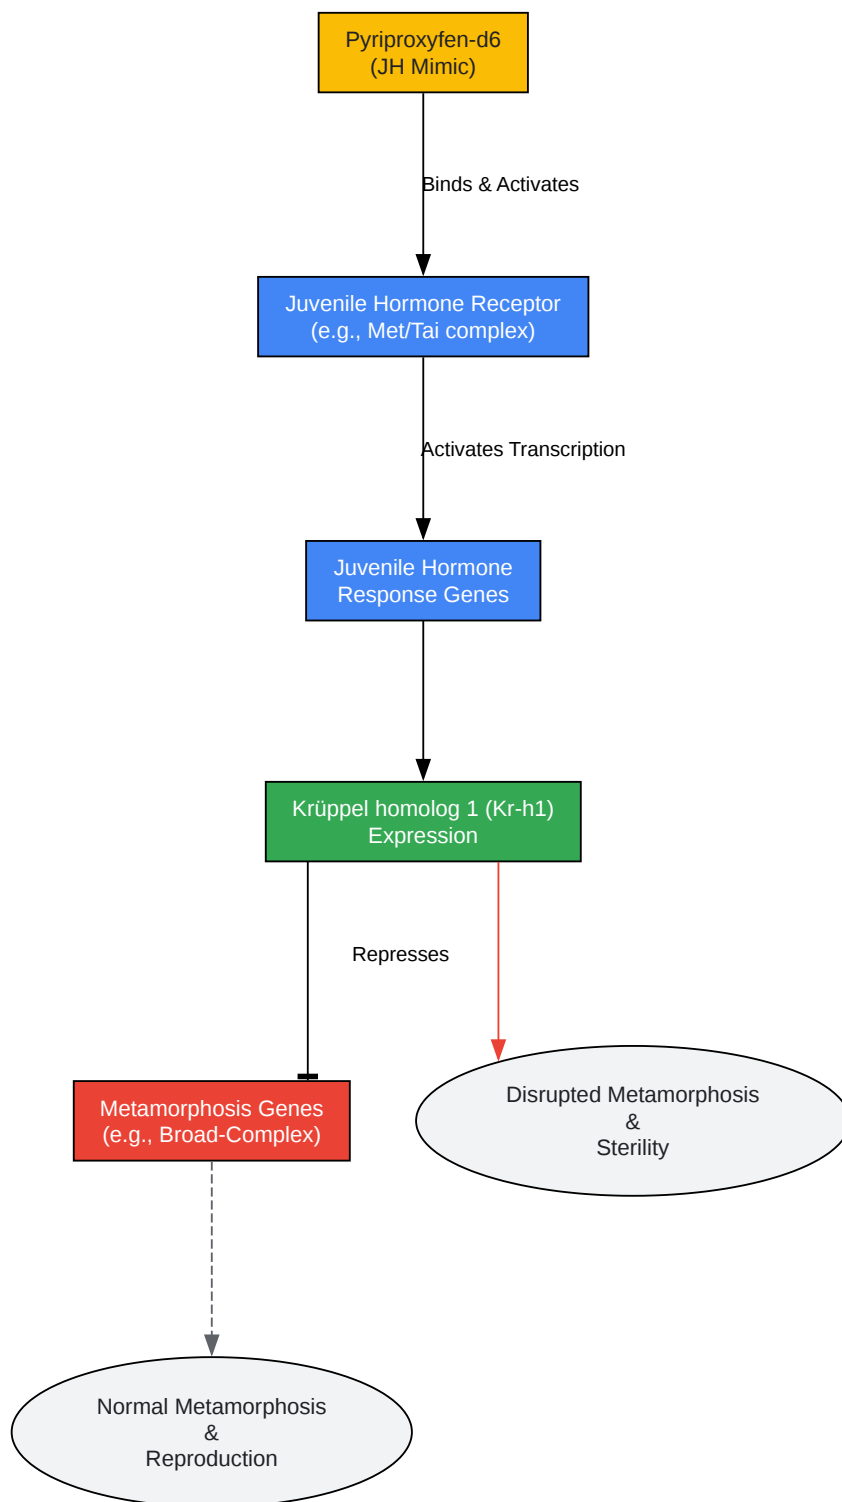 Pyriproxyfen-d6
(JH Mimic)
Binds & Activates
Juvenile Hormone Receptor
(e.g., Met/Tai complex)
Activates Transcription
Juvenile Hormone
Response Genes
Krüppel homolog 1 (Kr-h1)
Expression
Represses
Metamorphosis Genes
(e.g., Broad-Complex)
Disrupted Metamorphosis
&
Sterility
Normal Metamorphosis
&
Reproduction